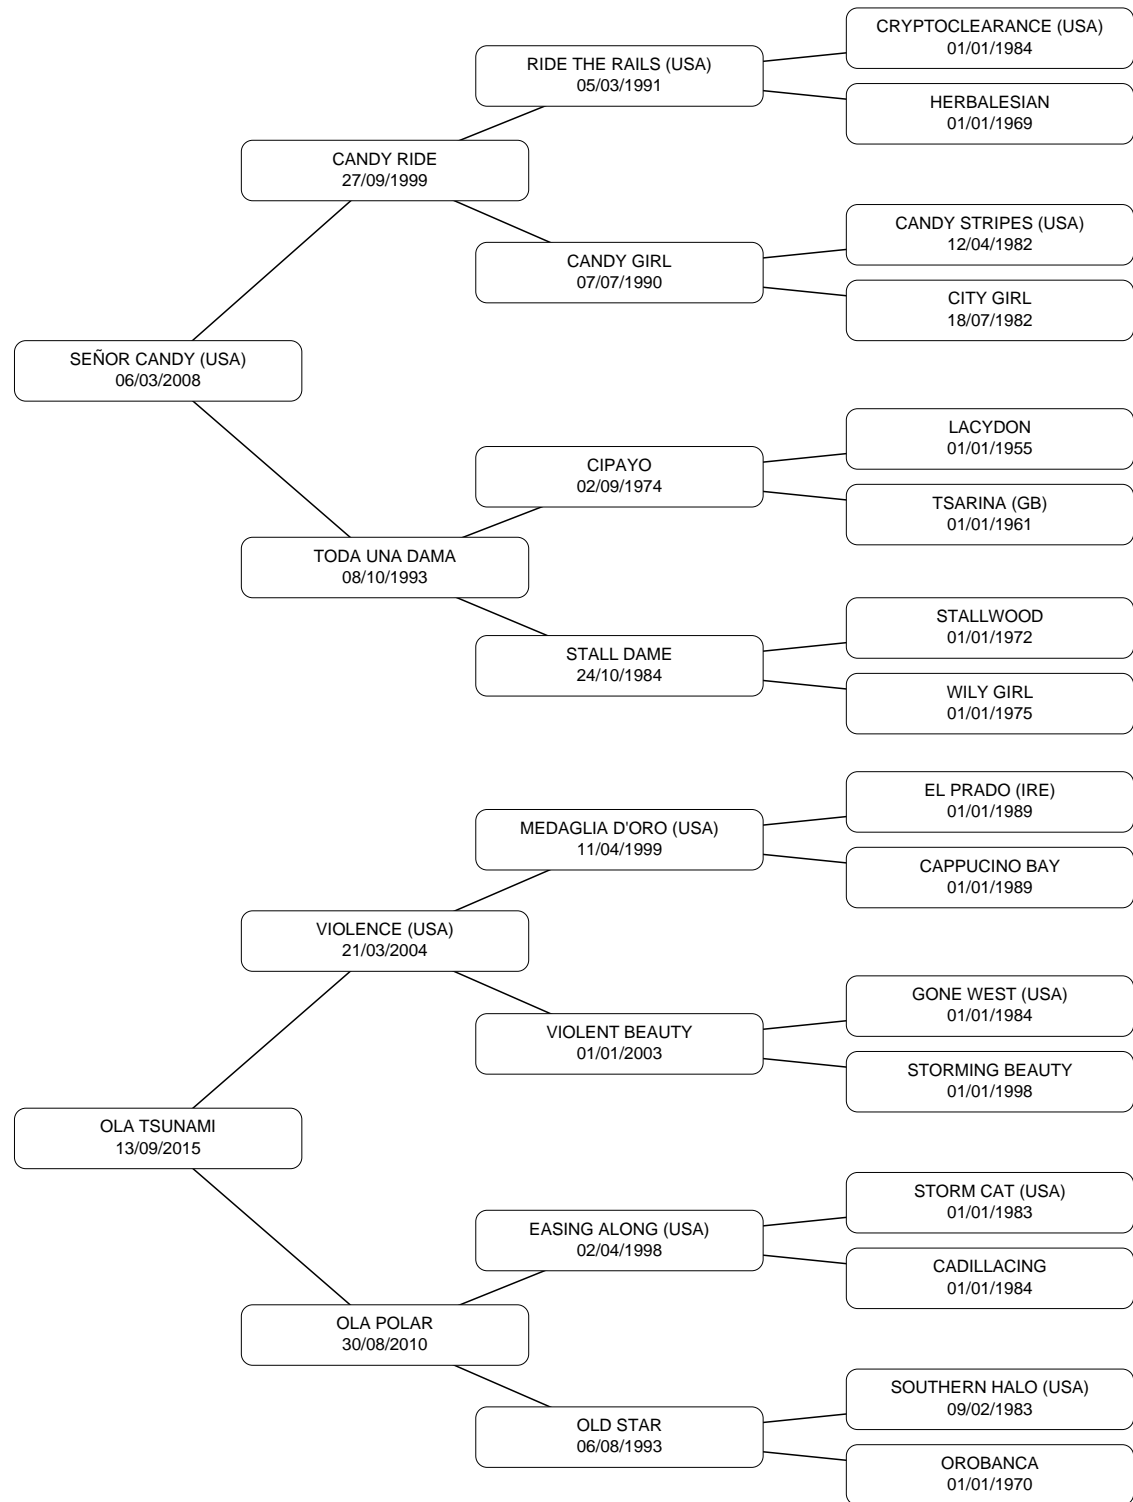 CRYPTOCLEARANCE (USA)
01/01/1984
RIDE THE RAILS (USA)
05/03/1991
HERBALESIAN
01/01/1969
CANDY RIDE
27/09/1999
CANDY STRIPES (USA)
12/04/1982
CANDY GIRL
07/07/1990
CITY GIRL
18/07/1982
SEÑOR CANDY (USA)
06/03/2008
LACYDON
01/01/1955
CIPAYO
02/09/1974
TSARINA (GB)
01/01/1961
TODA UNA DAMA
08/10/1993
STALLWOOD
01/01/1972
STALL DAME
24/10/1984
WILY GIRL
01/01/1975
EL PRADO (IRE)
01/01/1989
MEDAGLIA D'ORO (USA)
11/04/1999
CAPPUCINO BAY
01/01/1989
VIOLENCE (USA)
21/03/2004
GONE WEST (USA)
01/01/1984
VIOLENT BEAUTY
01/01/2003
STORMING BEAUTY
01/01/1998
OLA TSUNAMI
13/09/2015
STORM CAT (USA)
01/01/1983
EASING ALONG (USA)
02/04/1998
CADILLACING
01/01/1984
OLA POLAR
30/08/2010
SOUTHERN HALO (USA)
09/02/1983
OLD STAR
06/08/1993
OROBANCA
01/01/1970